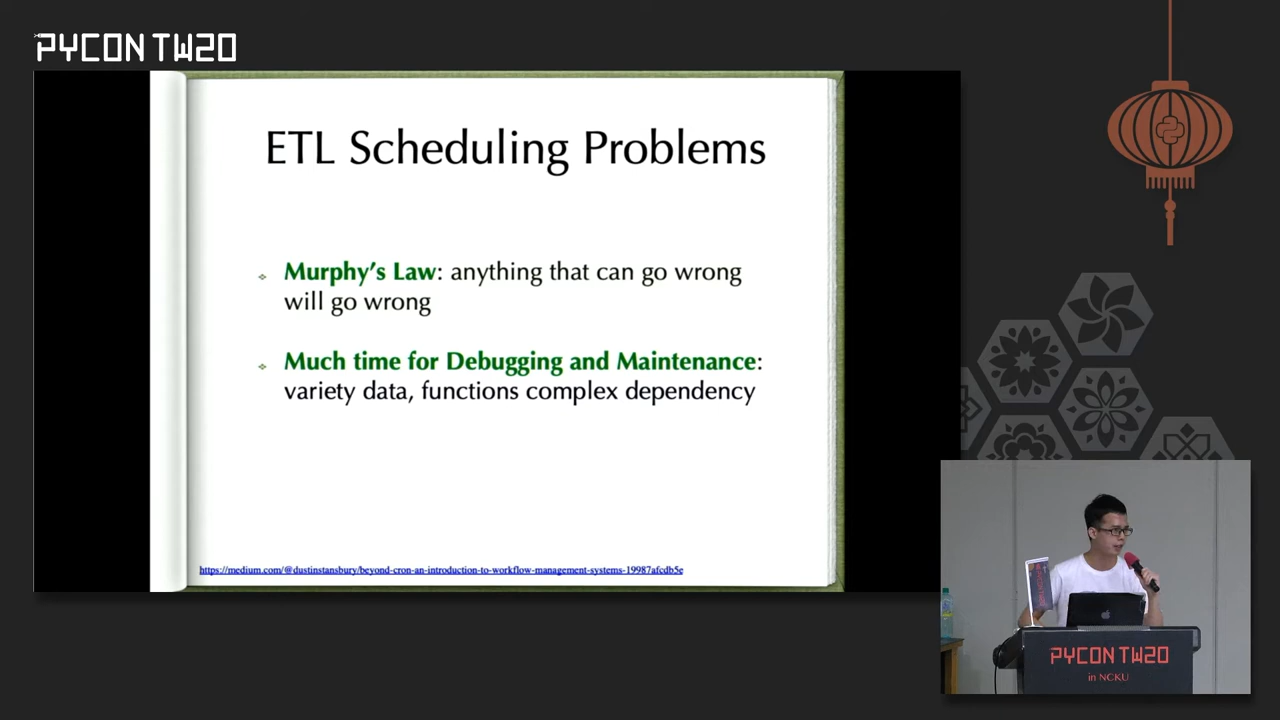 PYCON TW20
ETL Scheduling Problems
Murphy's Law: anything that can go wrong
will go wrong
Much time for Debugging and Maintenance:
variety data, functions complex dependency
https://medium.com/@dustinstansbury/beyond-cron-an-introduction-to-workflow-management-systems-19987afcdb5e
PYCON TW20
in NCKU